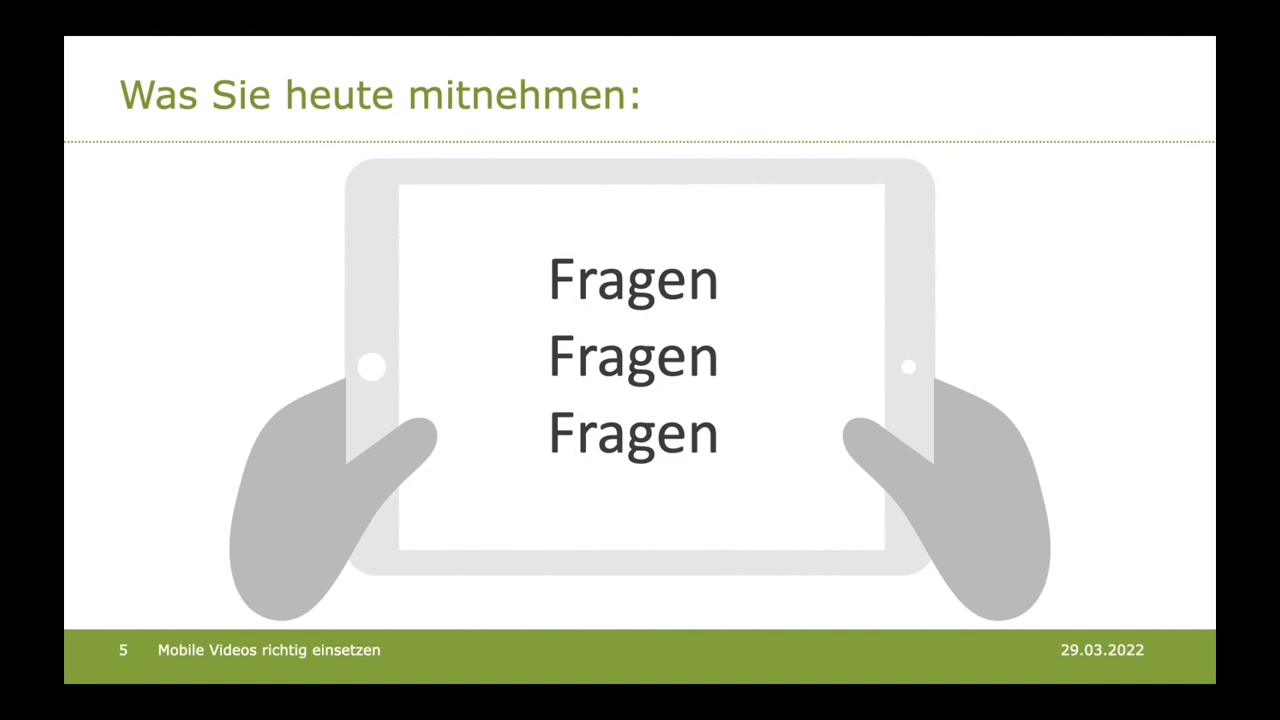 Was Sie heute mitnehmen:
Fragen
Fragen
Fragen
5 Mobile Videos richtig einsetzen 29.03.2022